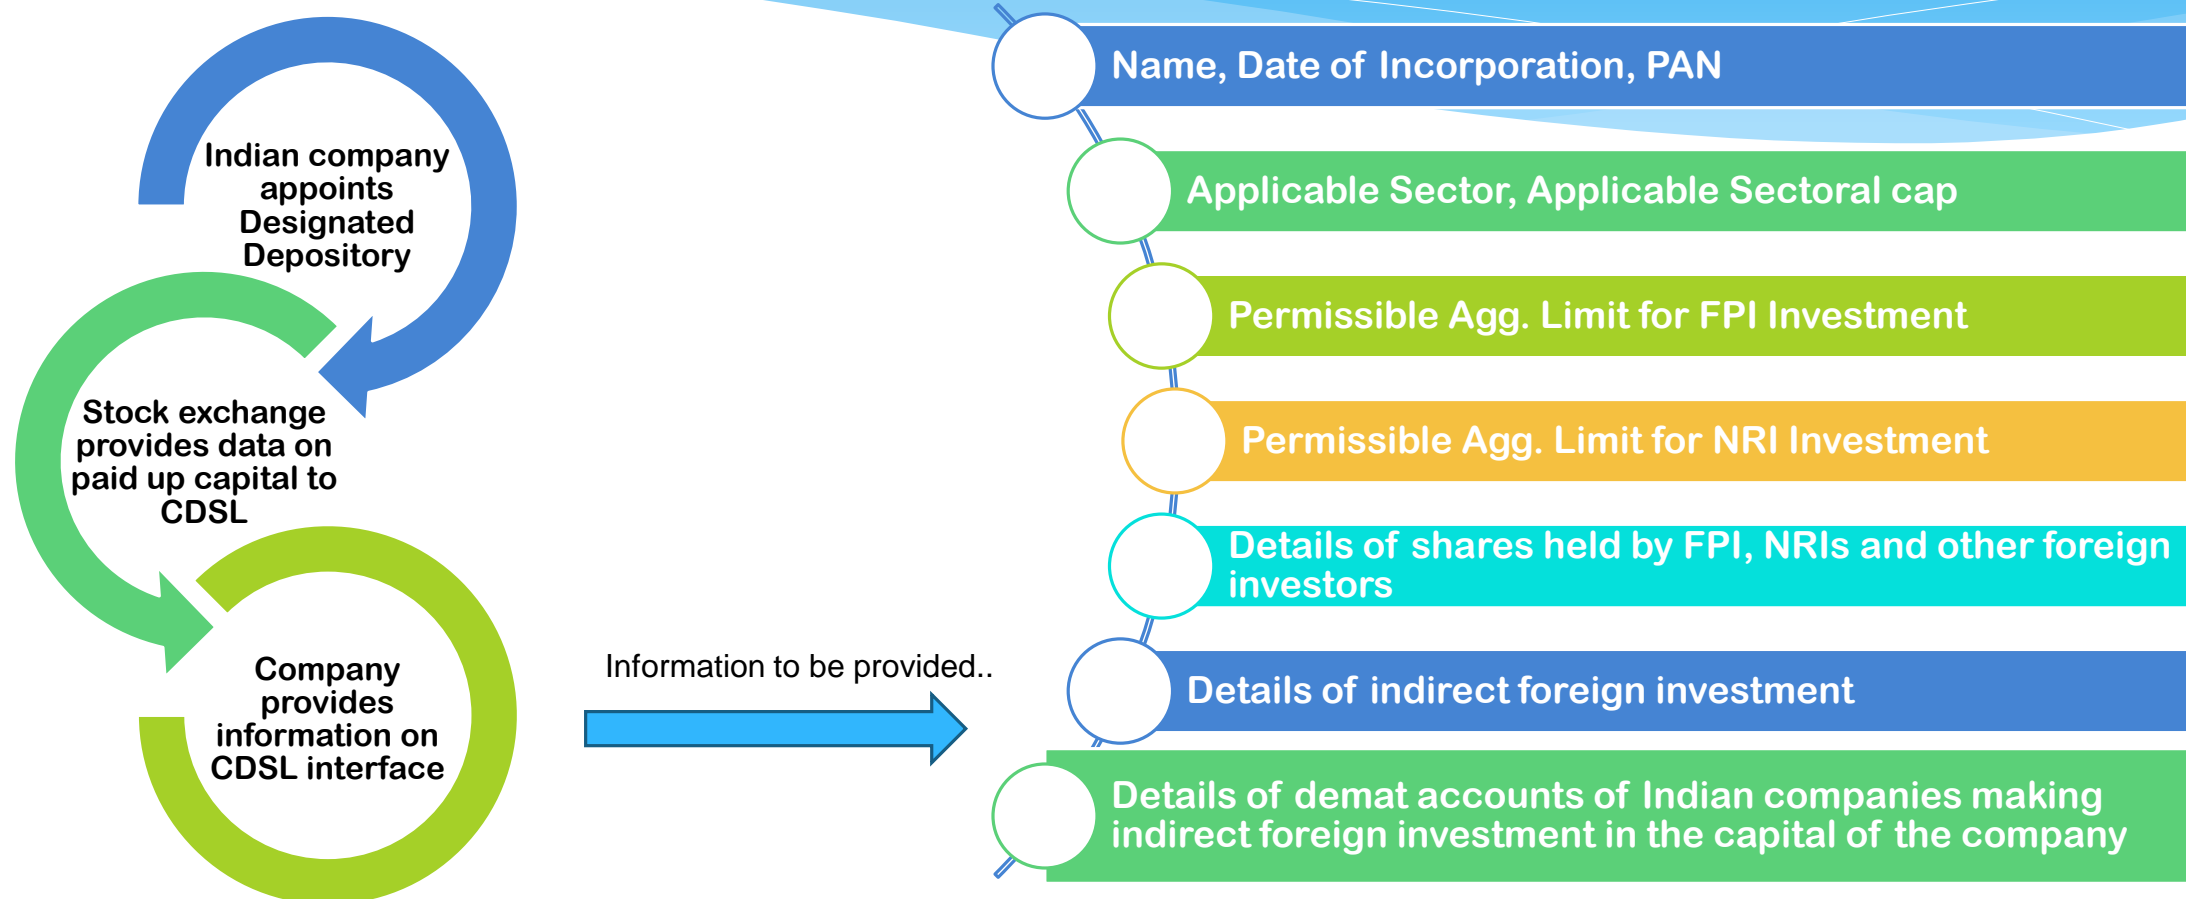 Indian company
appoints
Designated
Depository
Stock exchange
provides data on
paid up capital to
CDSL
Company
provides
information on
CDSL interface
Information to be provided..
Name, Date of Incorporation, PAN
Applicable Sector, Applicable Sectoral cap
Permissible Agg. Limit for FPI Investment
Permissible Agg. Limit for NRI Investment
Details of shares held by FPI, NRIs and other foreign
investors
Details of indirect foreign investment
Details of demat accounts of Indian companies making
indirect foreign investment in the capital of the company